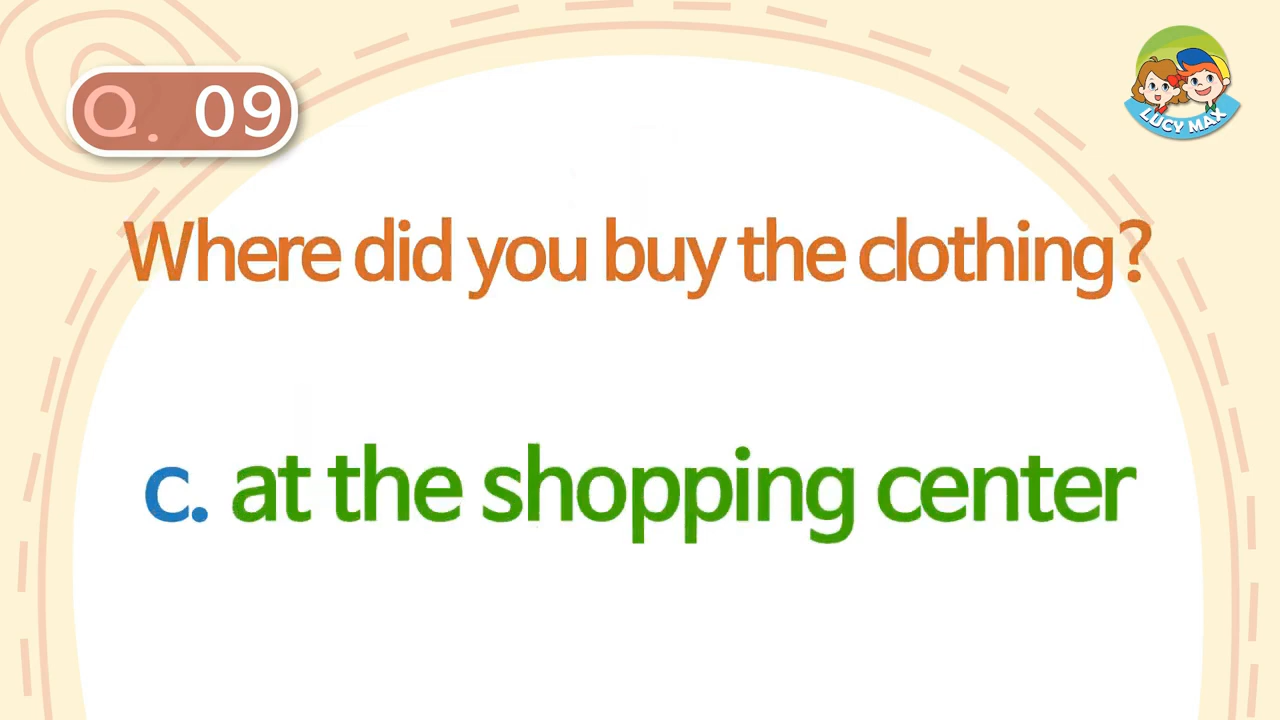 Q. 09
LUCY MAX
Where did you buy the clothing?
c. at the shopping center